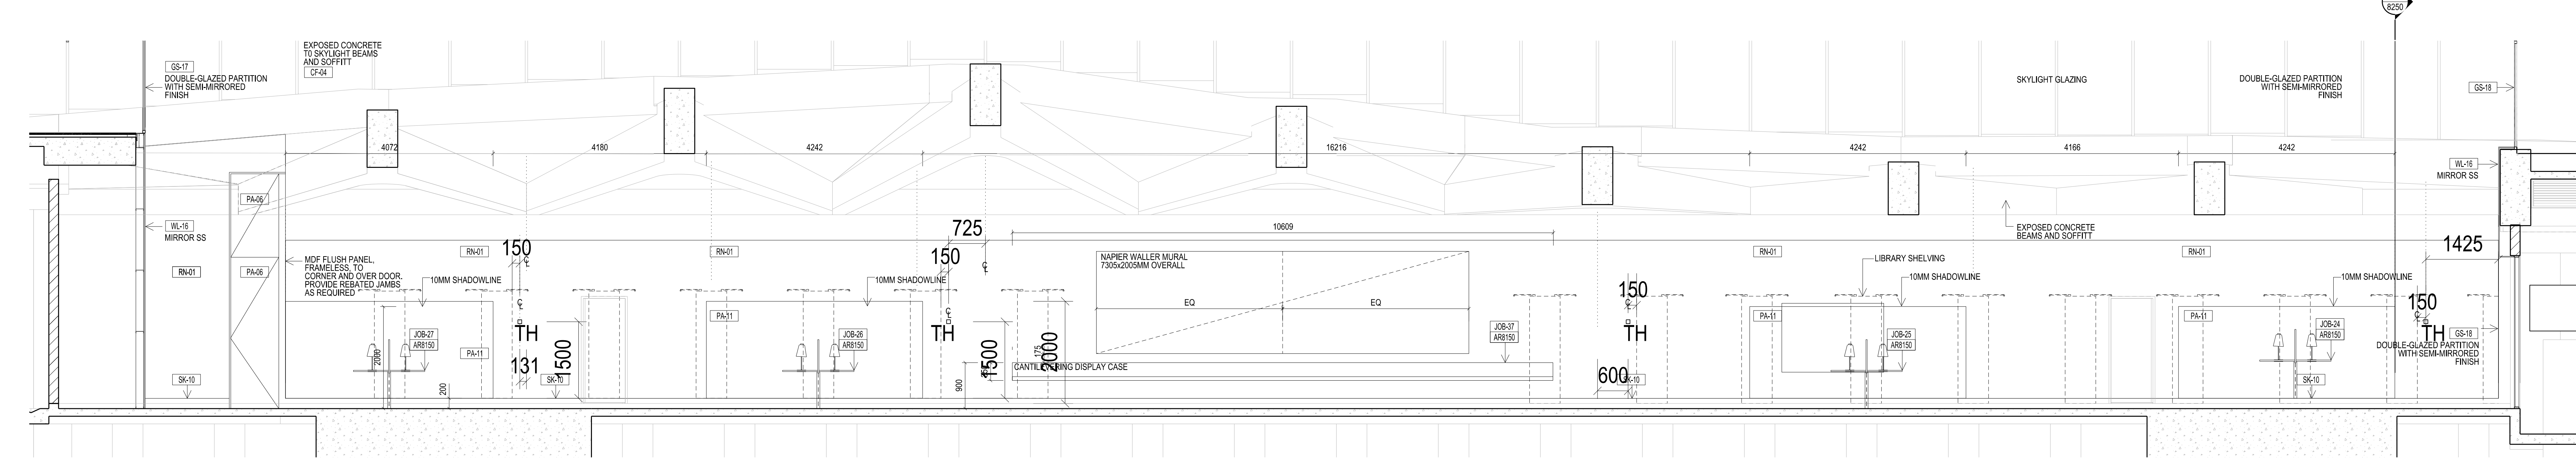 8250
EXPOSED CONCRETE
T0 SKYLIGHT BEAMS
AND SOFFITT
CF-04
GS-17
DOUBLE-GLAZED PARTITION
WITH SEMI-MIRRORED
FINISH
SKYLIGHT GLAZING
DOUBLE-GLAZED PARTITION
WITH SEMI-MIRRORED
FINISH
GS-18
4072
4180
4242
16216
4242
4166
4242
WL-16
MIRROR SS
PA-06
WL-16
MIRROR SS
725
10609
EXPOSED CONCRETE
BEAMS AND SOFFITT
1425
RN-01
150
RN-01
150
RN-01
RN-01
NAPIER WALLER MURAL
7305x2005MM OVERALL
LIBRARY SHELVING
MDF FLUSH PANEL,
FRAMELESS, TO
CORNER AND OVER DOOR.
PROVIDE REBATED JAMBS
AS REQUIRED
RN-01
PA-06
10MM SHADOWLINE
10MM SHADOWLINE
10MM SHADOWLINE
10MM SHADOWLINE
150
150
EQ
EQ
PA-11
PA-11
PA-11
TH
TH
TH
TH
JOB-27
AR8150
JOB-26
AR8150
JOB-37
AR8150
JOB-25
AR8150
JOB-24
AR8150
GS-18
DOUBLE-GLAZED PARTITION
WITH SEMI-MIRRORED
FINISH
PA-11
2000
131
1500
1500
175
2000
CANTILEVERING DISPLAY CASE
600
SK-10
SK-10
SK-10
SK-10
200
900